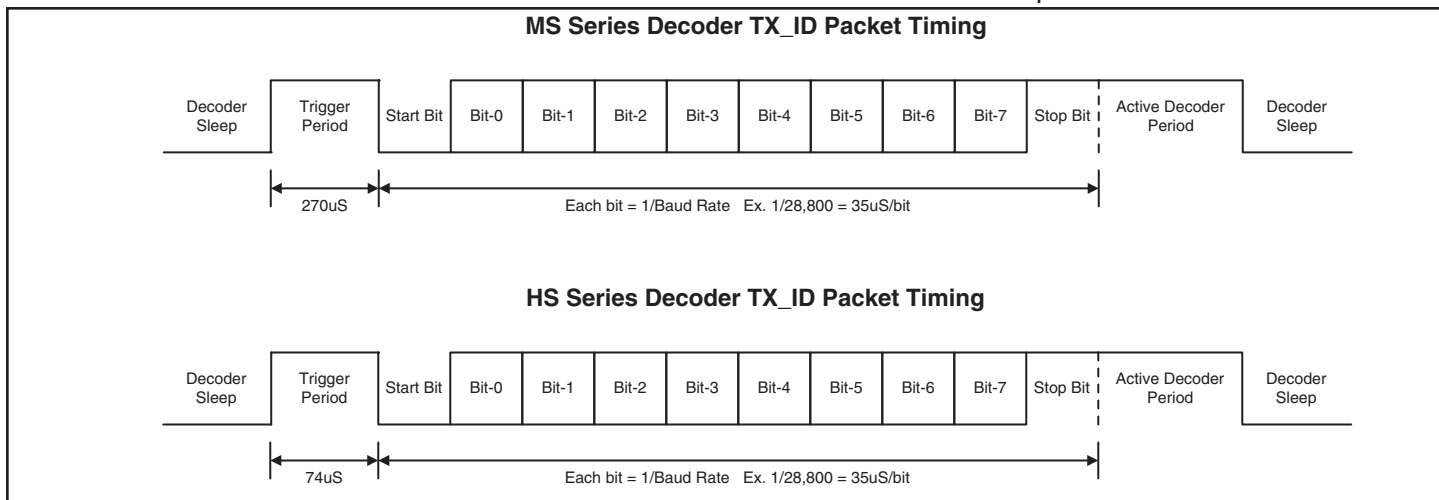 MS Series Decoder TX_ID Packet Timing
Decoder Sleep
Trigger Period
Start Bit
Bit-0
Bit-1
Bit-2
Bit-3
Bit-4
Bit-5
Bit-6
Bit-7
Stop Bit
Active Decoder Period
Decoder Sleep
270uS
Each bit = 1/Baud Rate Ex. 1/28,800 = 35uS/bit
HS Series Decoder TX_ID Packet Timing
Decoder Sleep
Trigger Period
Start Bit
Bit-0
Bit-1
Bit-2
Bit-3
Bit-4
Bit-5
Bit-6
Bit-7
Stop Bit
Active Decoder Period
Decoder Sleep
74uS
Each bit = 1/Baud Rate Ex. 1/28,800 = 35uS/bit